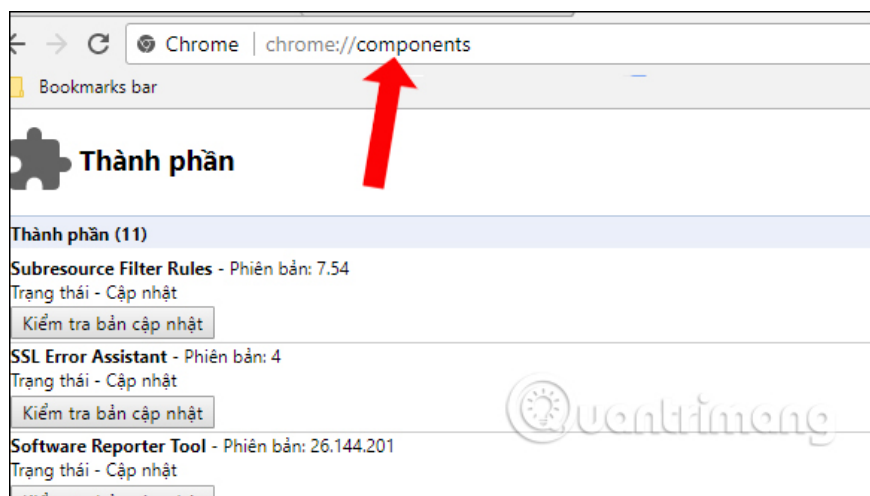 Chrome | chrome://components
Bookmarks bar
Thành phần
Thành phần (11)
Subresource Filter Rules - Phiên bản: 7.54
Trạng thái - Cập nhật
Kiểm tra bản cập nhật
SSL Error Assistant - Phiên bản: 4
Trạng thái - Cập nhật
Kiểm tra bản cập nhật
Quantrimang
Software Reporter Tool - Phiên bản: 26.144.201
Trạng thái - Cập nhật